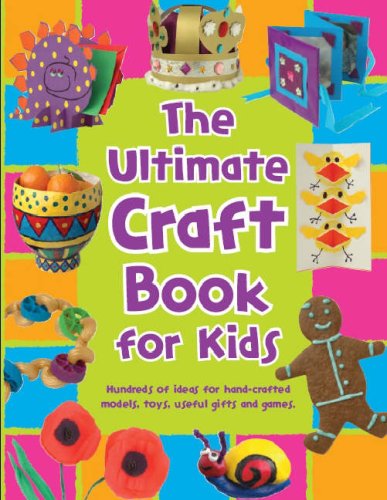 The
Ultimate
Craft
Book
for Kids
Hundreds of ideas for hand-crafted
models, toys, useful gifts and games.